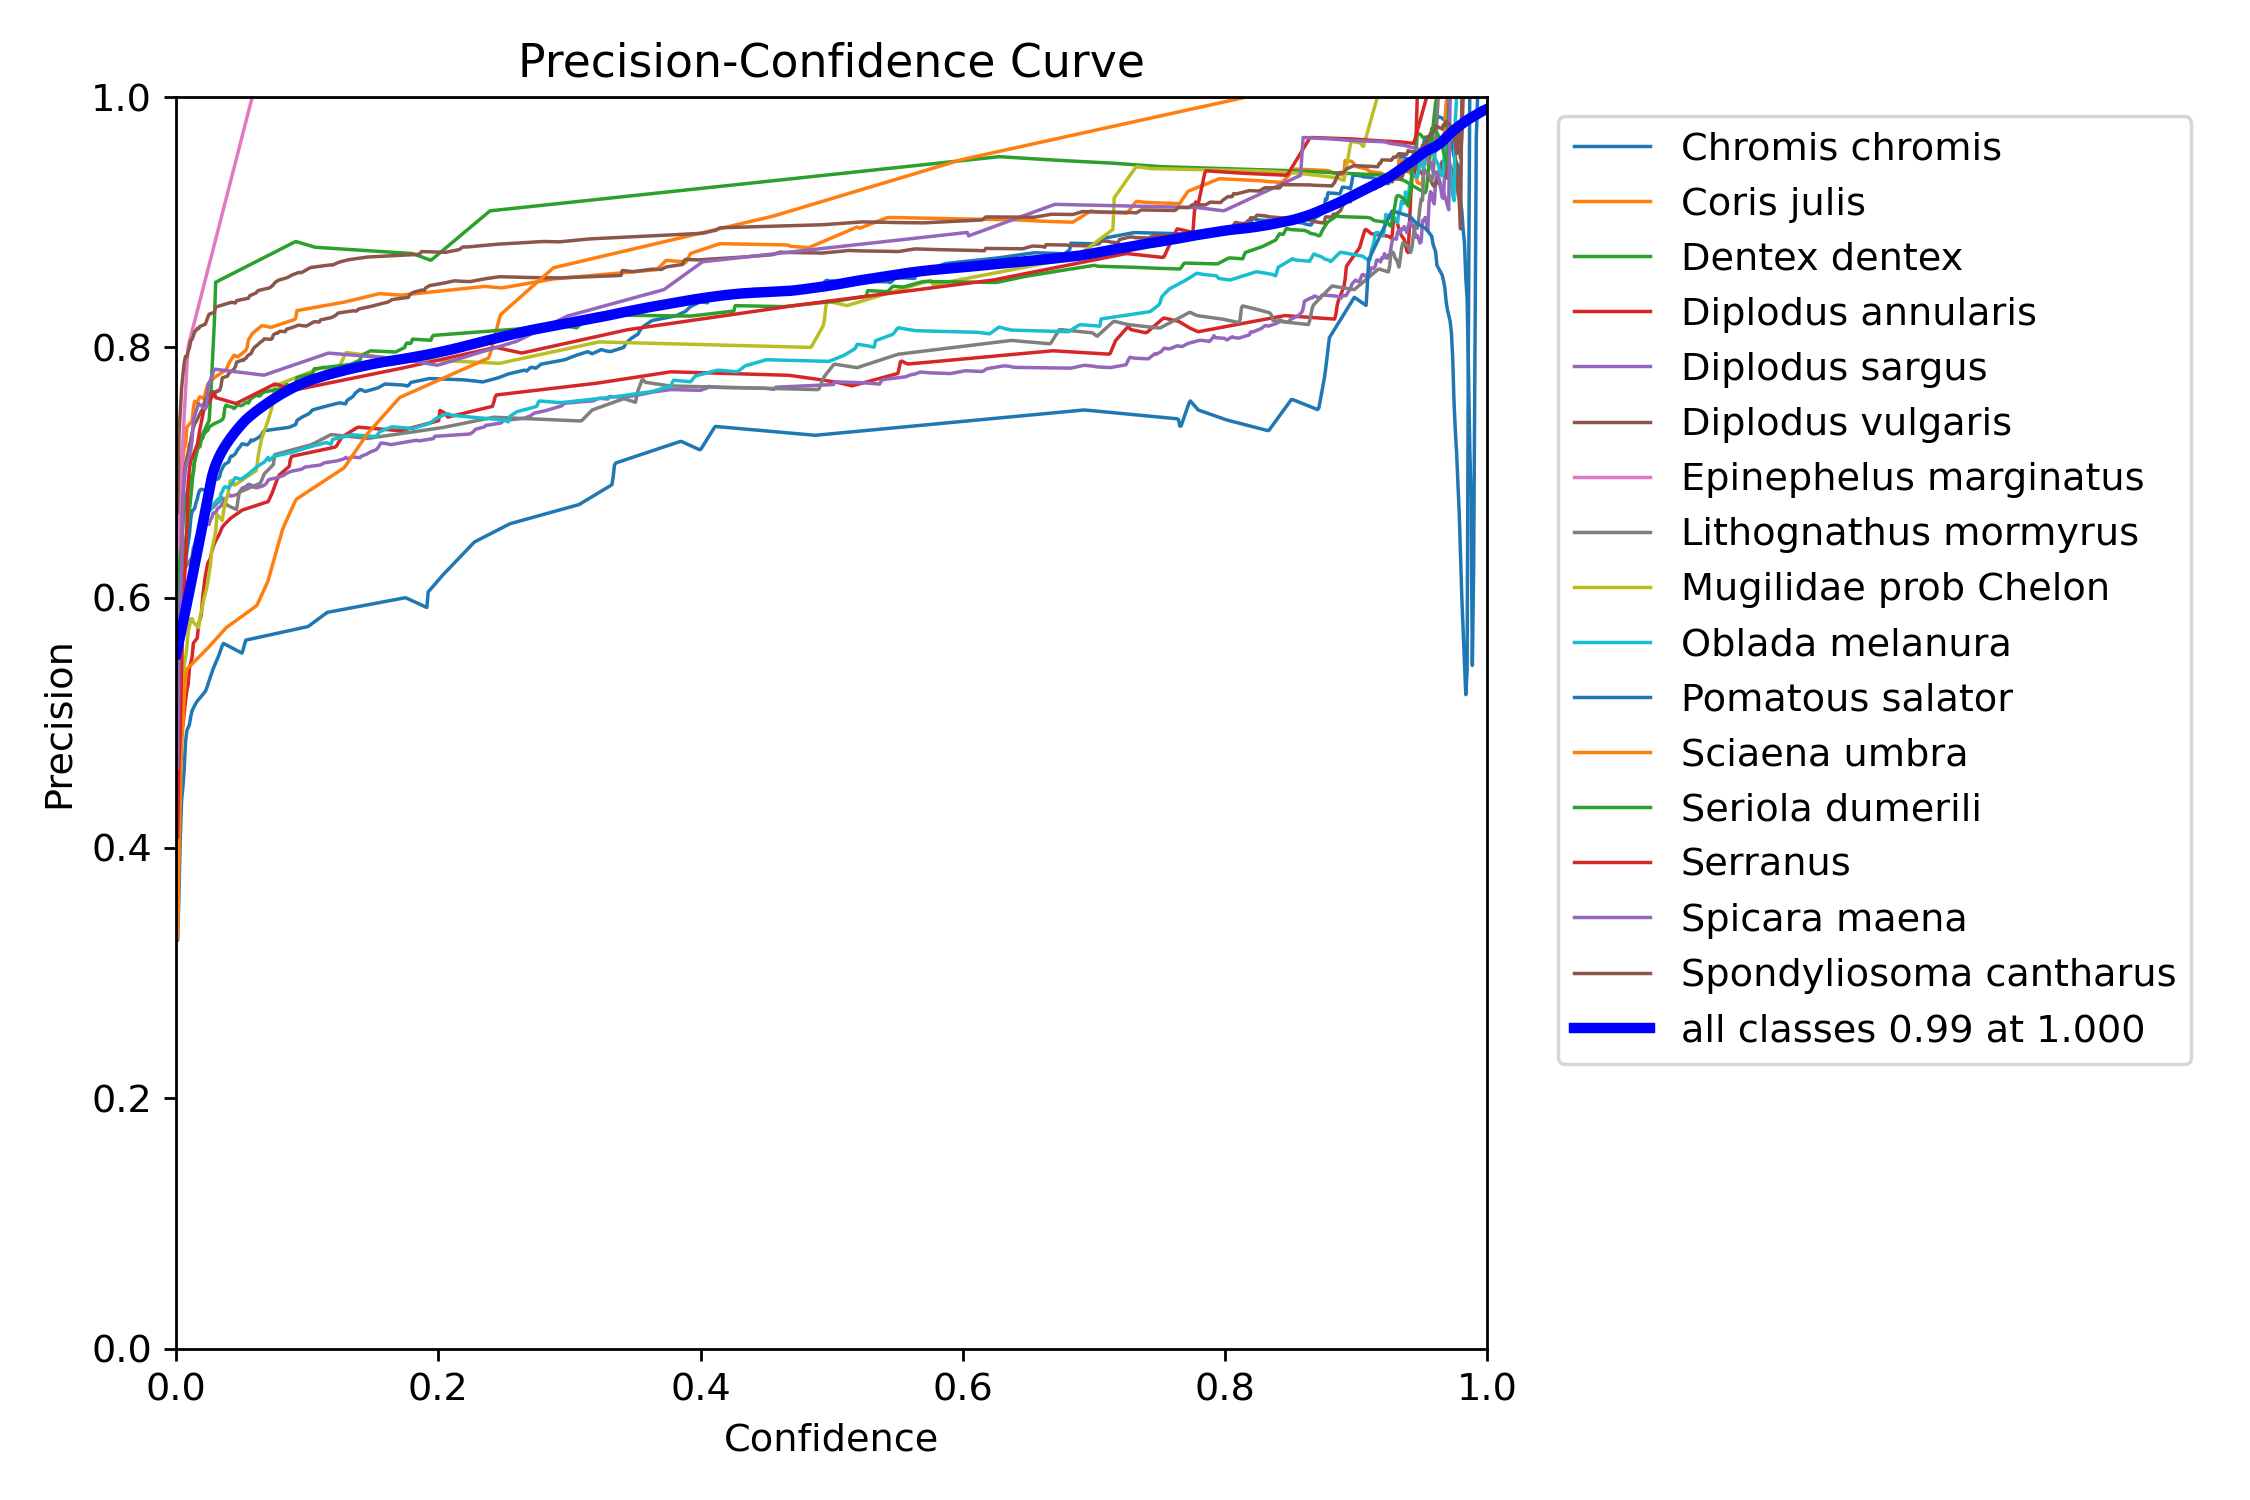 Precision-Confidence Curve
1.0
0.8
0.6
0.4
0.2
0.0
Precision
0.0 0.2 0.4 0.6 0.8 1.0
Confidence
Chromis chromis
Coris julis
Dentex dentex
Diplodus annularis
Diplodus sargus
Diplodus vulgaris
Epinephelus marginatus
Lithognathus mormyrus
Mugilidae prob Chelon
Oblada melanura
Pomatous salator
Sciaena umbra
Seriola dumerili
Serranus
Spicara maena
Spondyliosoma cantharus
all classes 0.99 at 1.000